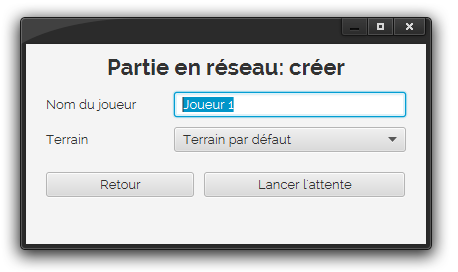 Partie en réseau: créer
Nom du joueur
Joueur 1
Terrain
Terrain par défaut
Retour
Lancer l'attente